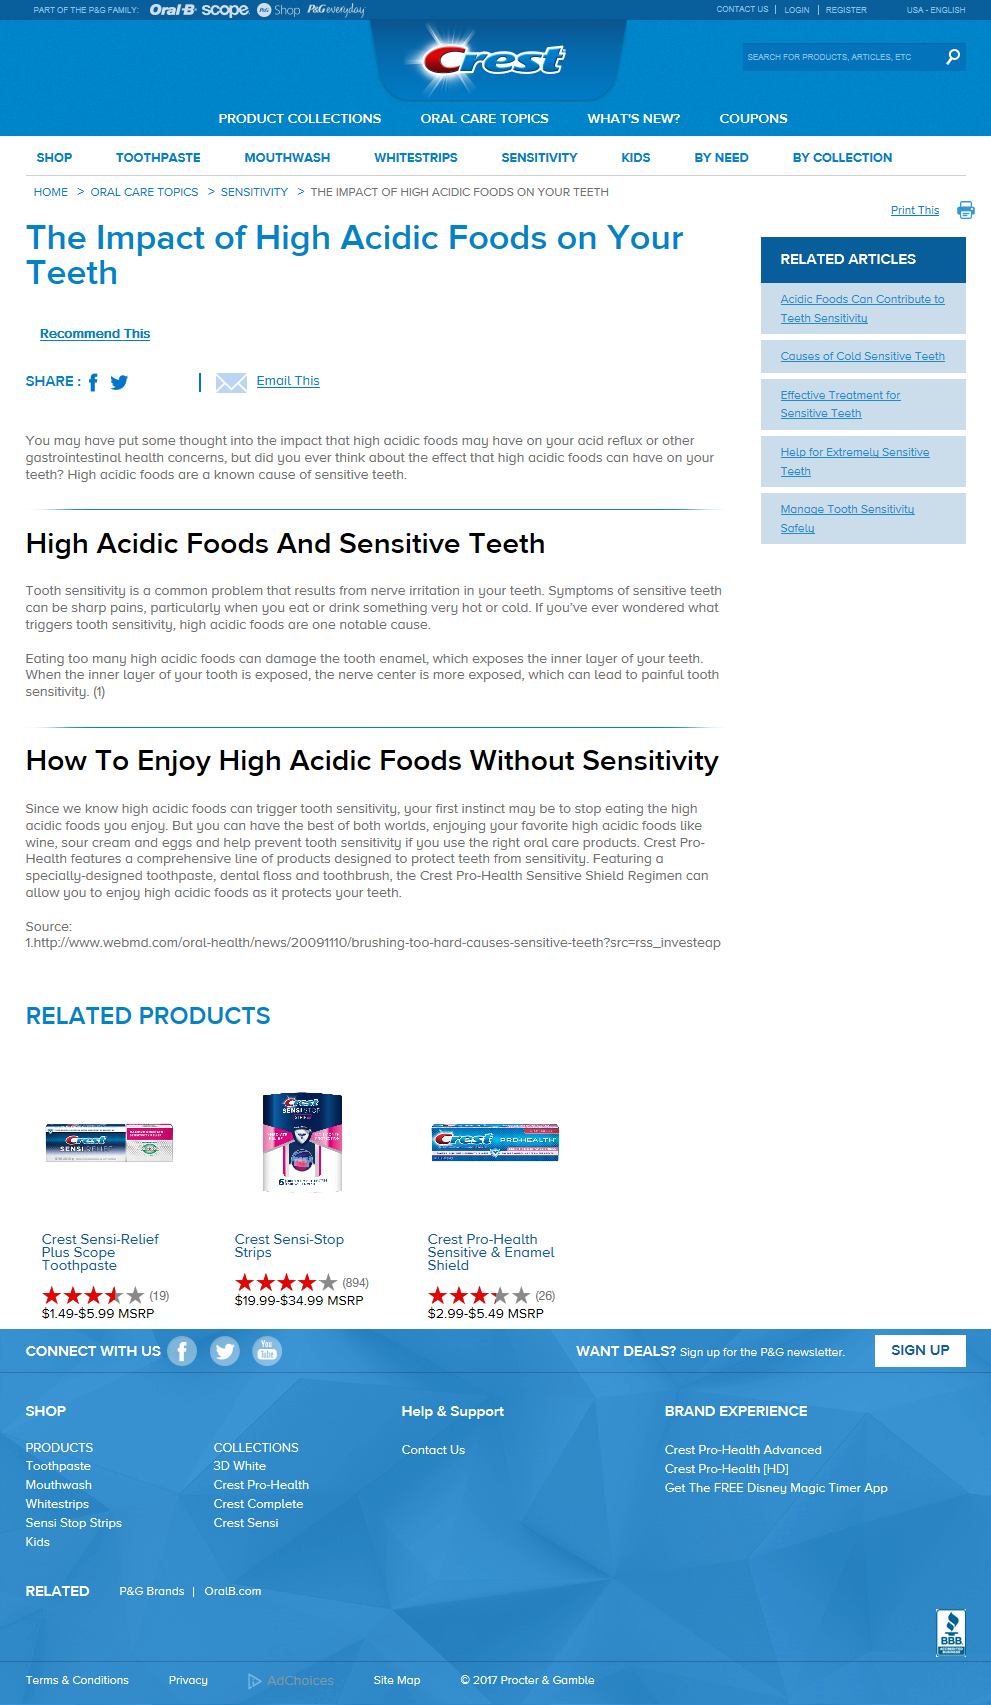 PART OF THE P&G FAMILY: Oral-B scope. P&G Shop P&G everyday
CONTACT US | LOGIN | REGISTER USA - ENGLISH
Crest
SEARCH FOR PRODUCTS, ARTICLES, ETC
PRODUCT COLLECTIONS ORAL CARE TOPICS WHAT'S NEW? COUPONS
SHOP TOOTHPASTE MOUTHWASH WHITESTRIPS SENSITIVITY KIDS BY NEED BY COLLECTION
HOME > ORAL CARE TOPICS > SENSITIVITY > THE IMPACT OF HIGH ACIDIC FOODS ON YOUR TEETH
Print This
The Impact of High Acidic Foods on Your
Teeth
Recommend This
SHARE : | Email This
You may have put some thought into the impact that high acidic foods may have on your acid reflux or other
gastrointestinal health concerns, but did you ever think about the effect that high acidic foods can have on your
teeth? High acidic foods are a known cause of sensitive teeth.
High Acidic Foods And Sensitive Teeth
Tooth sensitivity is a common problem that results from nerve irritation in your teeth. Symptoms of sensitive teeth
can be sharp pains, particularly when you eat or drink something very hot or cold. If you've ever wondered what
triggers tooth sensitivity, high acidic foods are one notable cause.
Eating too many high acidic foods can damage the tooth enamel, which exposes the inner layer of your teeth.
When the inner layer of your tooth is exposed, the nerve center is more exposed, which can lead to painful tooth
sensitivity. (1)
How To Enjoy High Acidic Foods Without Sensitivity
Since we know high acidic foods can trigger tooth sensitivity, your first instinct may be to stop eating the high
acidic foods you enjoy. But you can have the best of both worlds, enjoying your favorite high acidic foods like
wine, sour cream and eggs and help prevent tooth sensitivity if you use the right oral care products. Crest Pro-
Health features a comprehensive line of products designed to protect teeth from sensitivity. Featuring a
specially-designed toothpaste, dental floss and toothbrush, the Crest Pro-Health Sensitive Shield Regimen can
allow you to enjoy high acidic foods as it protects your teeth.
Source:
1.http://www.webmd.com/oral-health/news/20091110/brushing-too-hard-causes-sensitive-teeth?src=rss_investeap
RELATED ARTICLES
Acidic Foods Can Contribute to
Teeth Sensitivity
Causes of Cold Sensitive Teeth
Effective Treatment for
Sensitive Teeth
Help for Extremely Sensitive
Teeth
Manage Tooth Sensitivity
Safely
RELATED PRODUCTS
Crest
SENSI RELIEF
Crest
SENSI STOP
STRIPS
Crest PRO-HEALTH
Crest Sensi-Relief
Plus Scope
Toothpaste
(19)
$1.49-$5.99 MSRP
Crest Sensi-Stop
Strips
(894)
$19.99-$34.99 MSRP
Crest Pro-Health
Sensitive & Enamel
Shield
(26)
$2.99-$5.49 MSRP
CONNECT WITH US You Tube
WANT DEALS? Sign up for the P&G newsletter. SIGN UP
SHOP
PRODUCTS
Toothpaste
Mouthwash
Whitestrips
Sensi Stop Strips
Kids
COLLECTIONS
3D White
Crest Pro-Health
Crest Complete
Crest Sensi
Help & Support
Contact Us
BRAND EXPERIENCE
Crest Pro-Health Advanced
Crest Pro-Health [HD]
Get The FREE Disney Magic Timer App
RELATED P&G Brands | OralB.com
BBB
Terms & Conditions Privacy AdChoices Site Map © 2017 Procter & Gamble